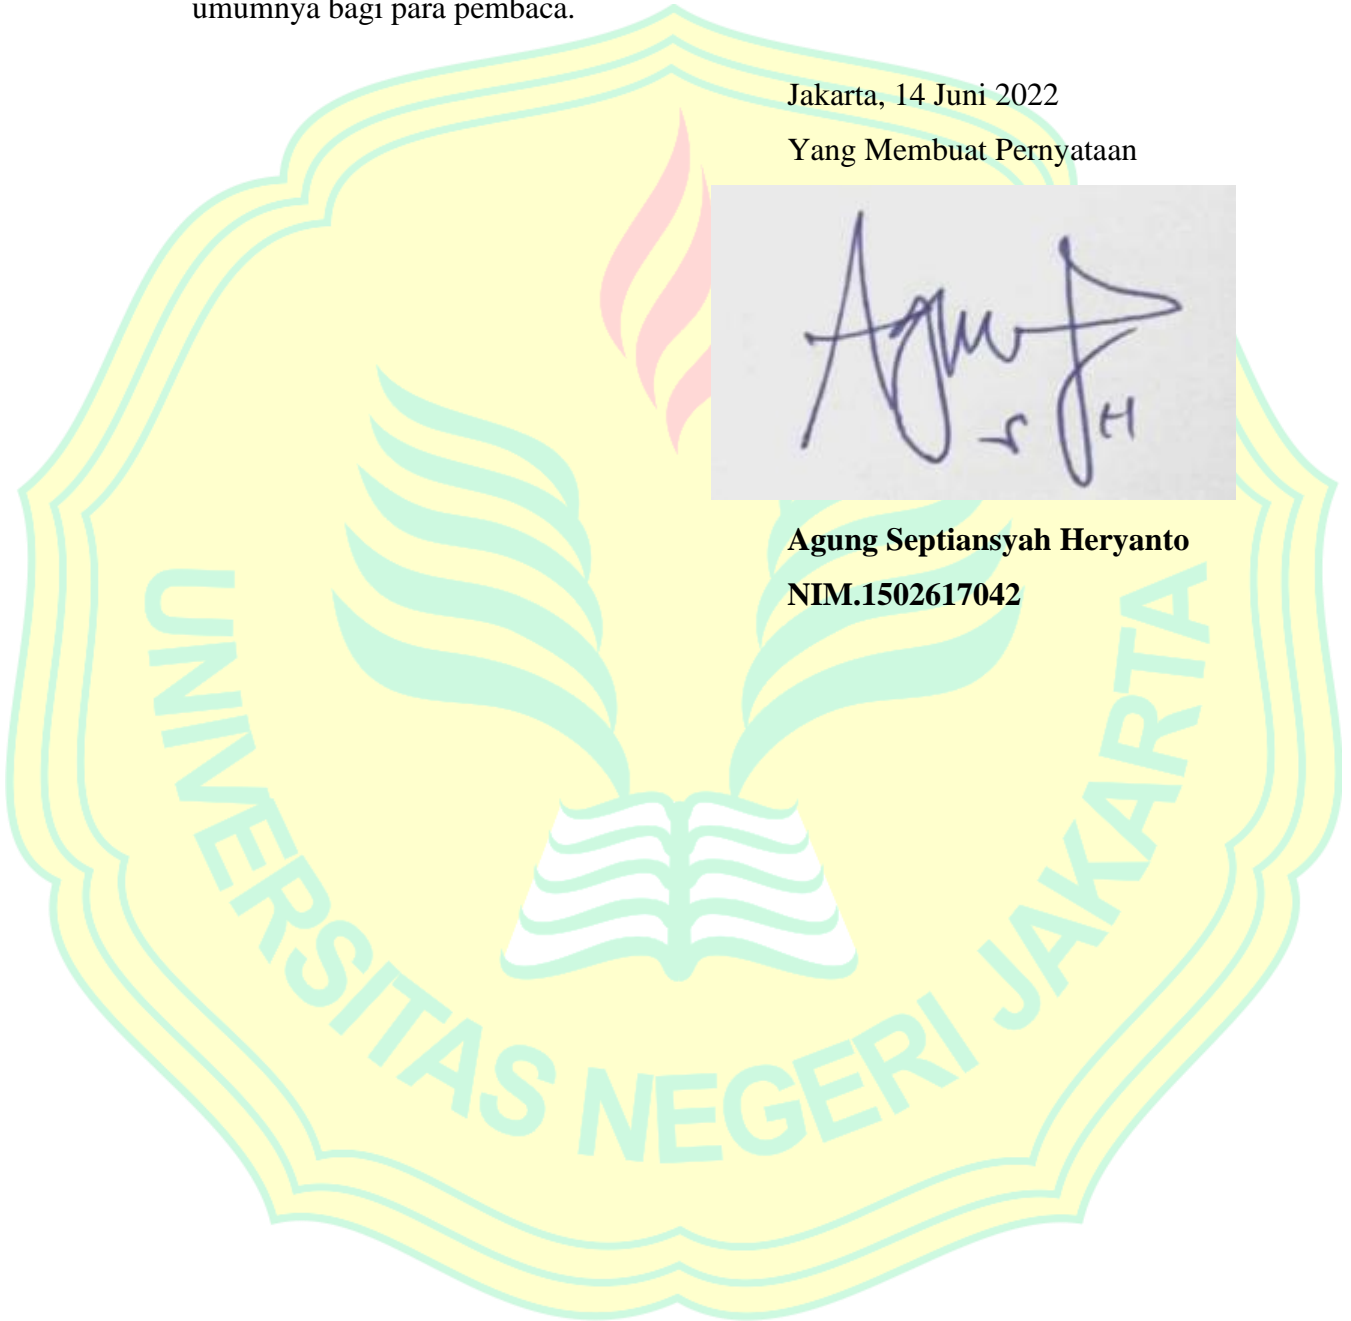 umumnya bagi para pembaca.
Jakarta, 14 Juni 2022
Yang Membuat Pernyataan
Agung Septiansyah Heryanto
NIM.1502617042
UNIVERSITAS NEGERI JAKARTA